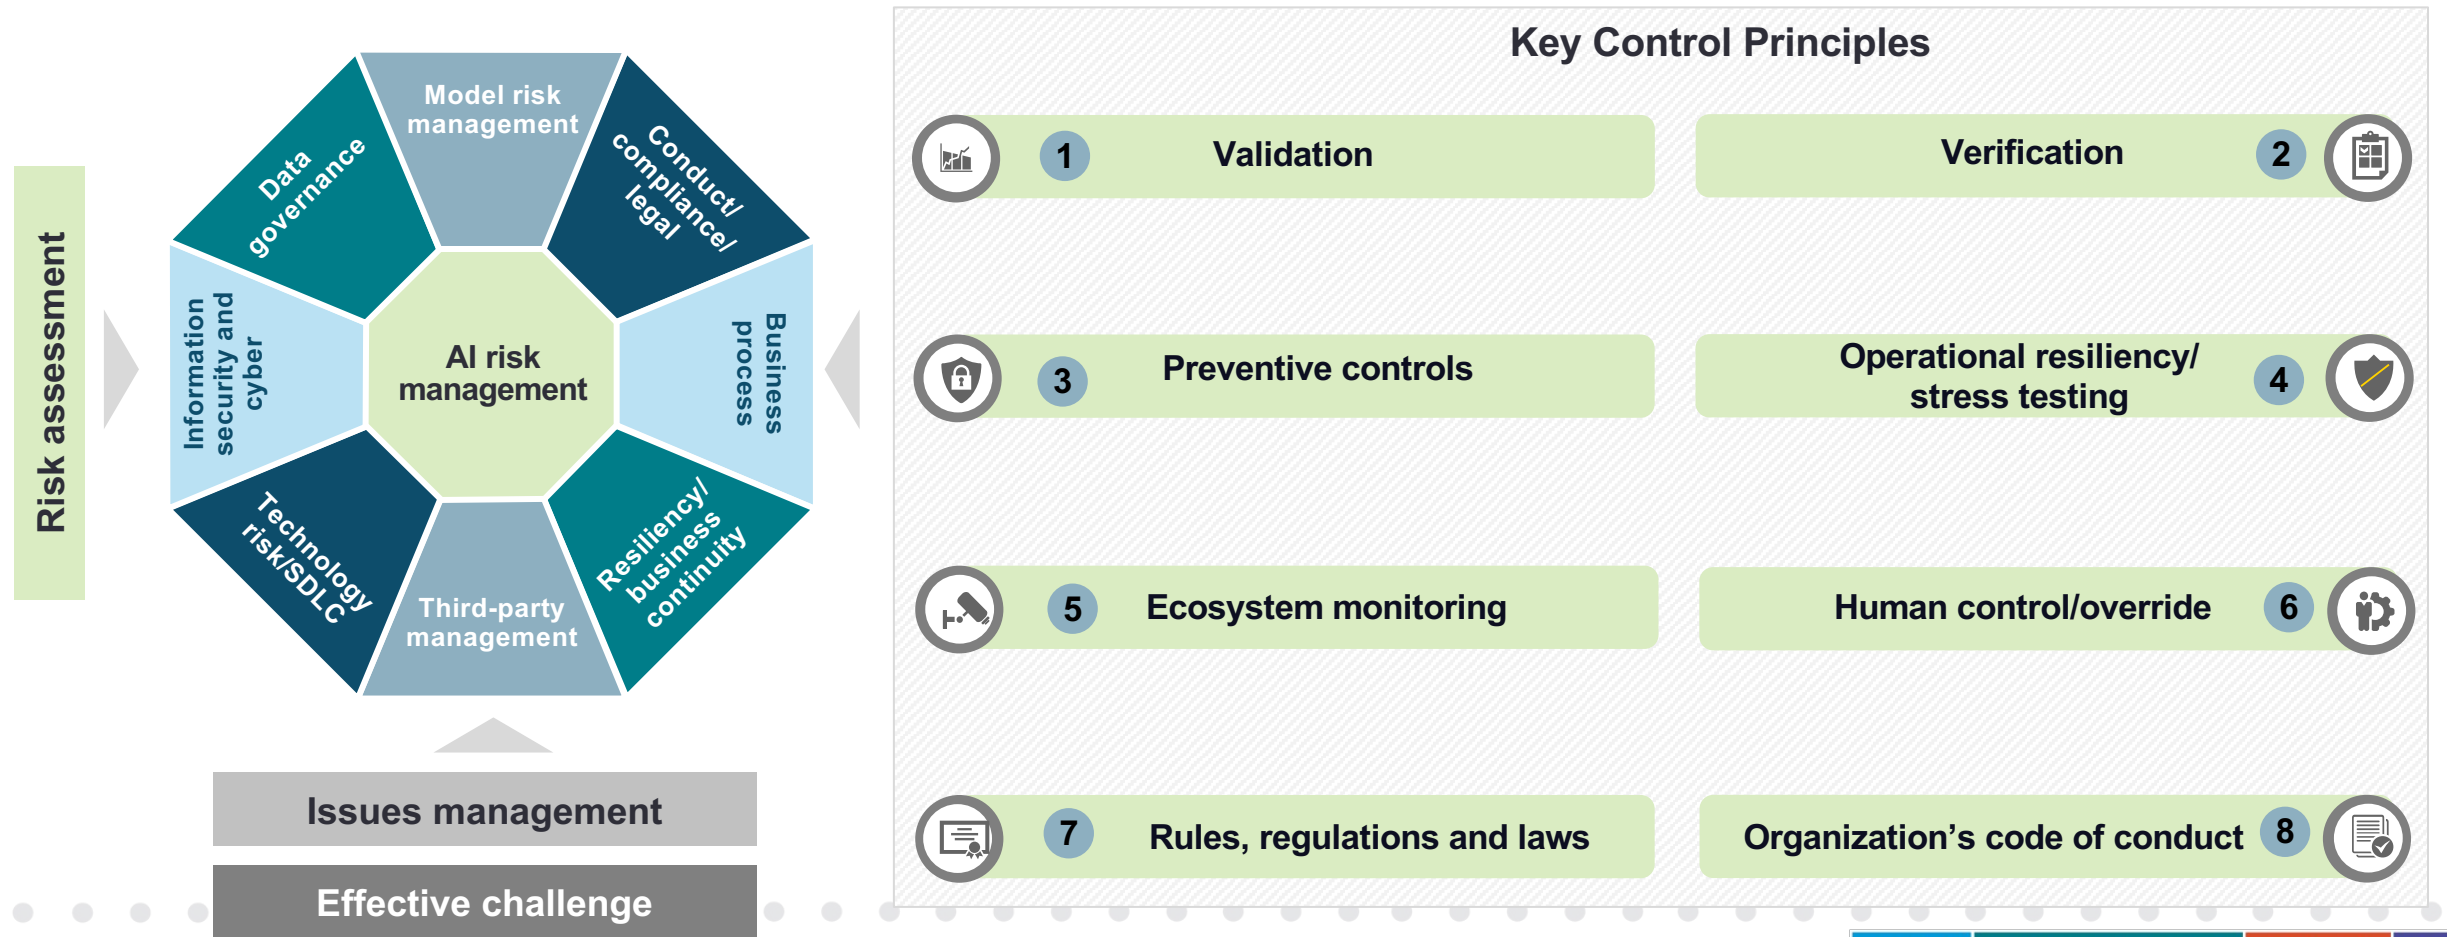 Risk assessment
Model risk
management
Conduct/
compliance/
legal
Business
process
Resiliency/
business
continuity
Third-party
management
Technology
risk/SDLC
Information
security and
cyber
Data
governance
AI risk
management
Issues management
Effective challenge
Key Control Principles
1 Validation
Verification 2
3 Preventive controls
Operational resiliency/
stress testing
4
5 Ecosystem monitoring
Human control/override 6
7 Rules, regulations and laws
Organization’s code of conduct 8